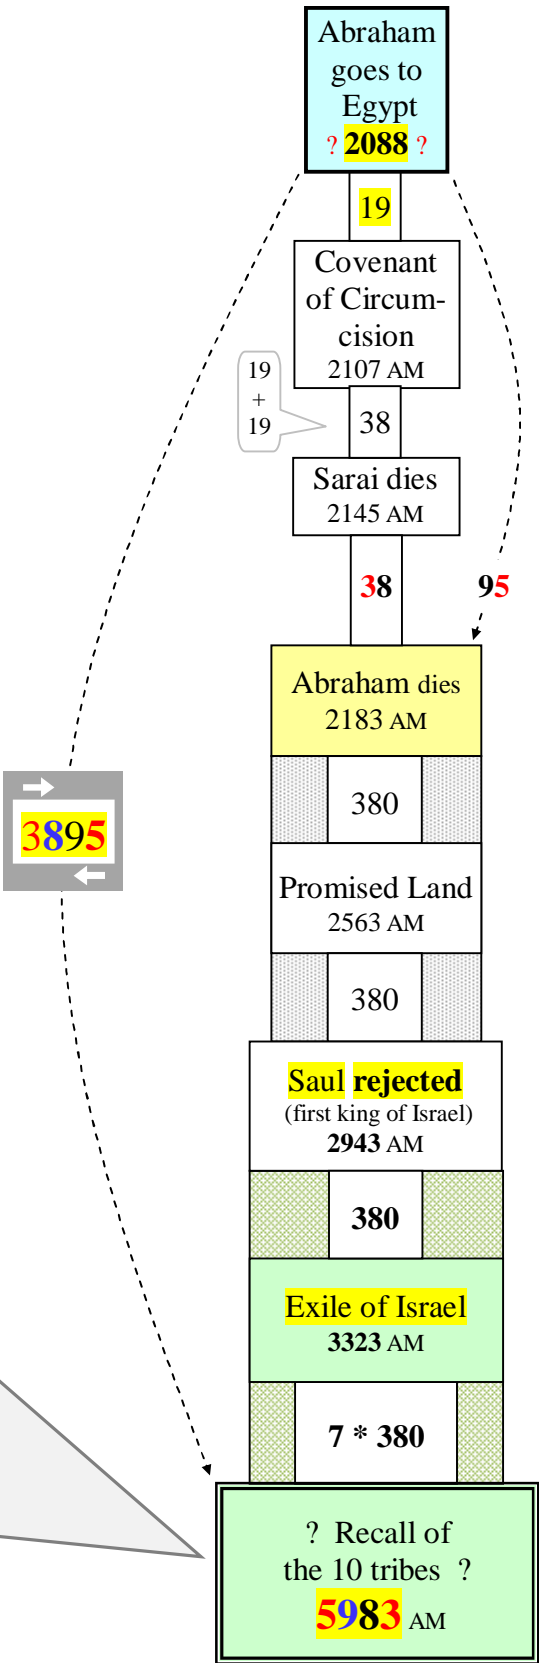 Abraham
goes to
Egypt
? 2088 ?
19
Covenant
of Circum-
cision
2107 AM
19
+
19
38
Sarai dies
2145 AM
38
95
Abraham dies
2183 AM
380
3895
Promised Land
2563 AM
380
Saul rejected
(first king of Israel)
2943 AM
380
Exile of Israel
3323 AM
7 * 380
? Recall of
the 10 tribes ?
5983 AM